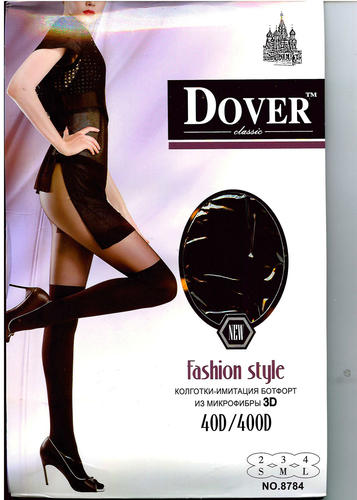 DOVER™
classic
NEW
Fashion style
КОЛГОТКИ-ИМИТАЦИЯ БОТФОРТ
ИЗ МИКРОФИБРЫ 3D
40D/400D
2 3 4
S M L
NO.8784